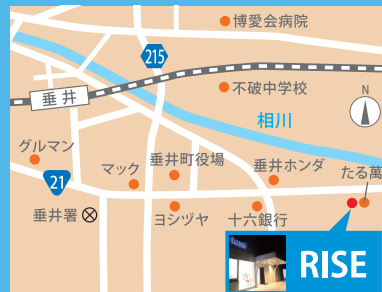 博愛会病院
215
不破中学校
垂井
N
相川
グルマン
垂井町役場
マック
垂井ホンダ
たる萬
21
垂井署
ヨシヅヤ
十六銀行
RISE